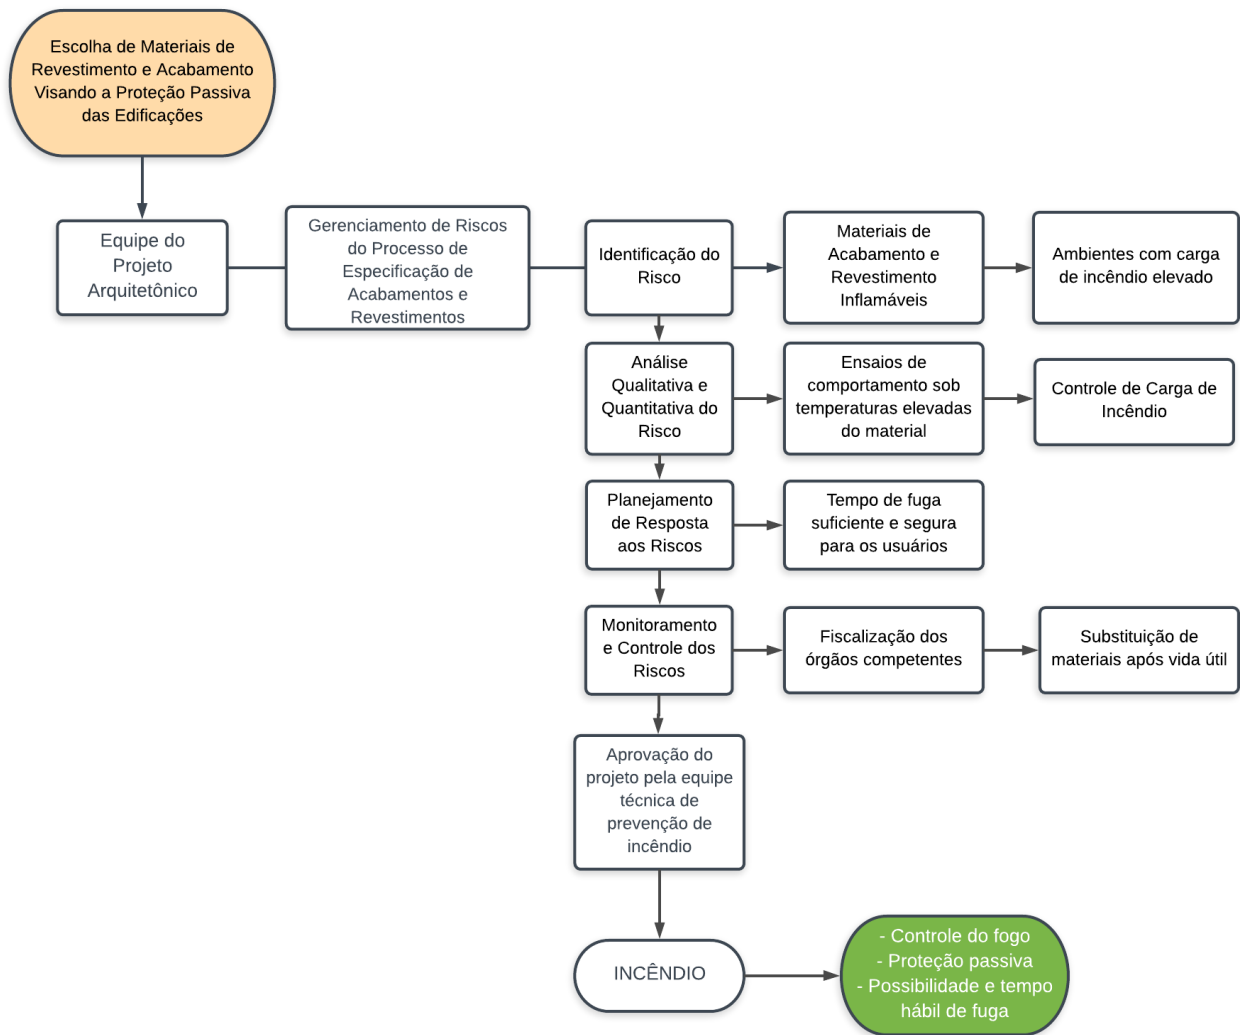 Escolha de Materiais de
Revestimento e Acabamento
Visando a Proteção Passiva
das Edificações
Equipe do
Projeto
Arquitetônico
Gerenciamento de Riscos
do Processo de
Especificação de
Acabamentos e
Revestimentos
Identificação do
Risco
Materiais de
Acabamento e
Revestimento
Inflamáveis
Ambientes com carga
de incêndio elevado
Análise
Qualitativa e
Quantitativa do
Risco
Ensaios de
comportamento sob
temperaturas elevadas
do material
Controle de Carga de
Incêndio
Planejamento
de Resposta
aos Riscos
Tempo de fuga
suficiente e segura
para os usuários
Monitoramento
e Controle dos
Riscos
Fiscalização dos
órgãos competentes
Substituição de
materiais após vida útil
Aprovação do
projeto pela equipe
técnica de
prevenção de
incêndio
INCÊNDIO
- Controle do fogo
- Proteção passiva
- Possibilidade e tempo
hábil de fuga